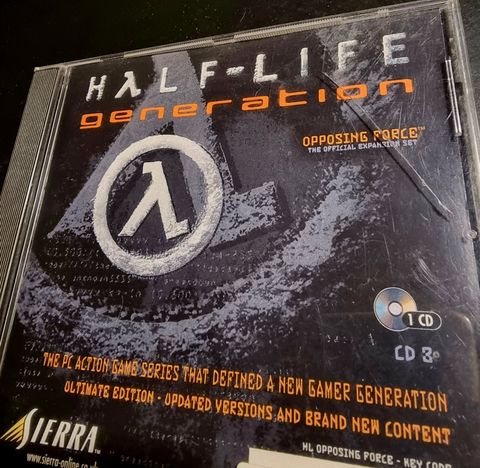 HλLF-LIFE
generation
OPPOSING FORCE™
THE OFFICIAL EXPANSION SET
λ
1 CD
CD 3
THE PC ACTION GAME SERIES THAT DEFINED A NEW GAMER GENERATION
ULTIMATE EDITION - UPDATED VERSIONS AND BRAND NEW CONTENT
SIERRA™
www.sierra-online.co.uk
HL OPPOSING FORCE - KEY CODE